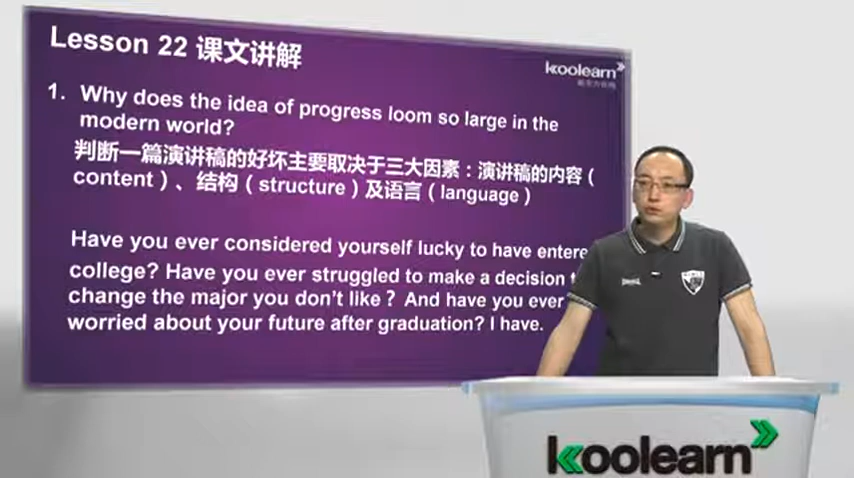 Lesson 22 课文讲解
koolearn
1. Why does the idea of progress loom so large in the
modern world?
判断一篇演讲稿的好坏主要取决于三大因素：演讲稿的内容（
content）、结构（structure）及语言（language）
Have you ever considered yourself lucky to have entere
college? Have you ever struggled to make a decision t
change the major you don't like？And have you ever
worried about your future after graduation? I have.
koolearn